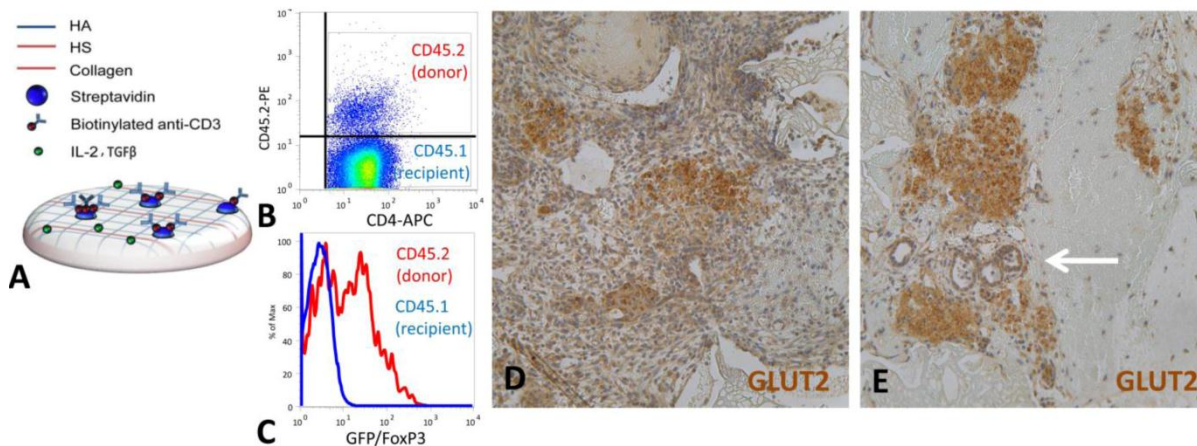 HA
HS
Collagen
Streptavidin
Biotinylated anti-CD3
IL-2, TGFβ
A
10⁴
10³
10²
10¹
10⁰
CD45.2-PE
CD45.2
(donor)
CD45.1
(recipient)
10⁰ 10¹ 10² 10³ 10⁴
CD4-APC
B
100
80
60
40
20
0
% of Max
CD45.2
(donor)
CD45.1
(recipient)
10⁰ 10¹ 10² 10³ 10⁴
GFP/FoxP3
C
D
GLUT2
E
GLUT2